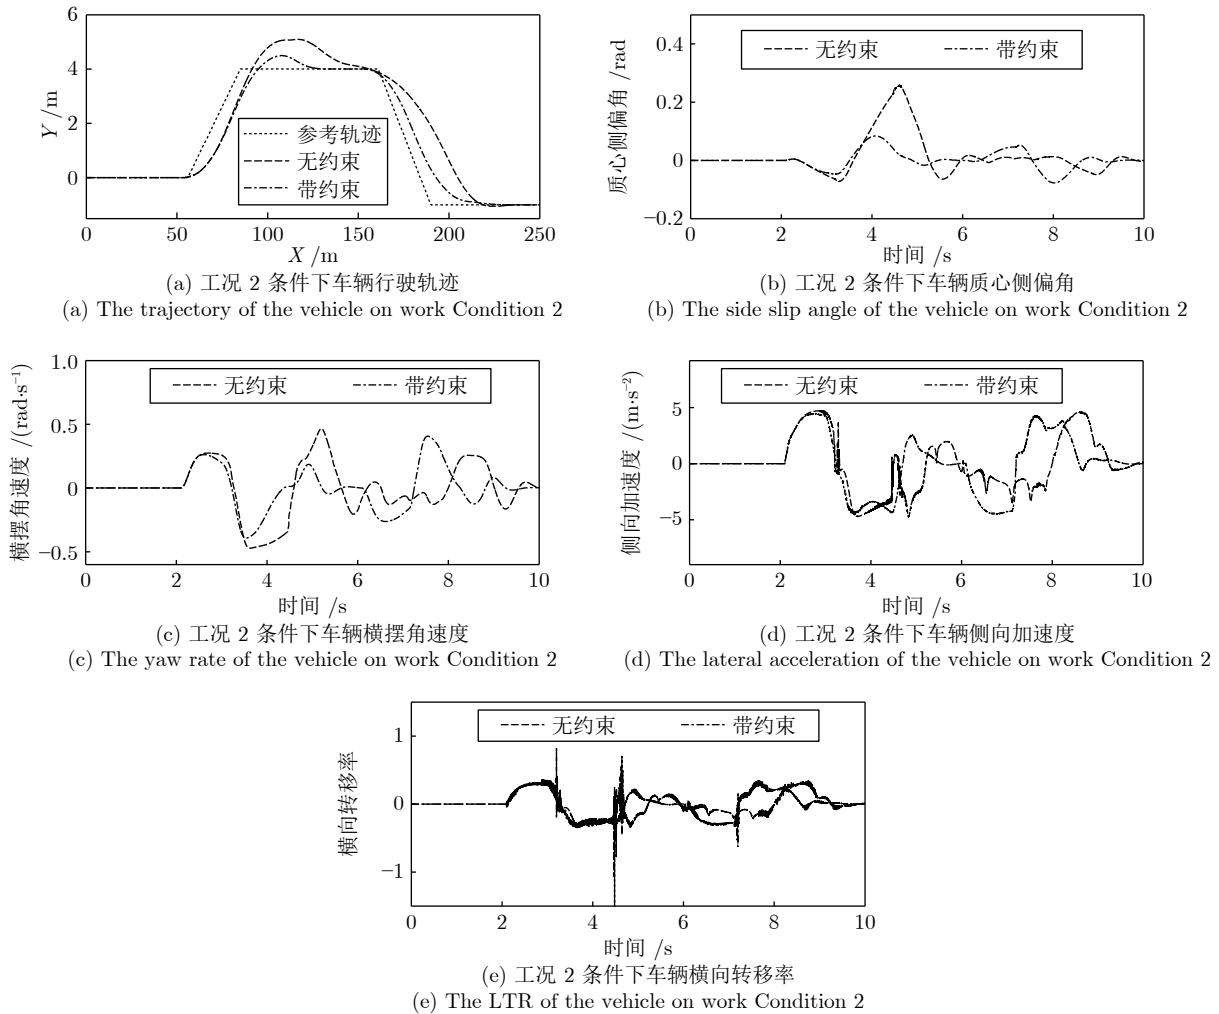 6
4
2
0
Y /m
参考轨迹
无约束
带约束
0 50 100 150 200 250
X /m
(a) 工况 2 条件下车辆行驶轨迹
(a) The trajectory of the vehicle on work Condition 2
0.4
0.2
0
−0.2
质心侧偏角 /rad
无约束 带约束
0 2 4 6 8 10
时间 /s
(b) 工况 2 条件下车辆质心侧偏角
(b) The side slip angle of the vehicle on work Condition 2
1.0
0.5
0
−0.5
横摆角速度 /(rad·s⁻¹)
无约束 带约束
0 2 4 6 8 10
时间 /s
(c) 工况 2 条件下车辆横摆角速度
(c) The yaw rate of the vehicle on work Condition 2
5
0
−5
侧向加速度 /(m·s⁻²)
无约束 带约束
0 2 4 6 8 10
时间 /s
(d) 工况 2 条件下车辆侧向加速度
(d) The lateral acceleration of the vehicle on work Condition 2
1
0
−1
横向转移率
无约束 带约束
0 2 4 6 8 10
时间 /s
(e) 工况 2 条件下车辆横向转移率
(e) The LTR of the vehicle on work Condition 2